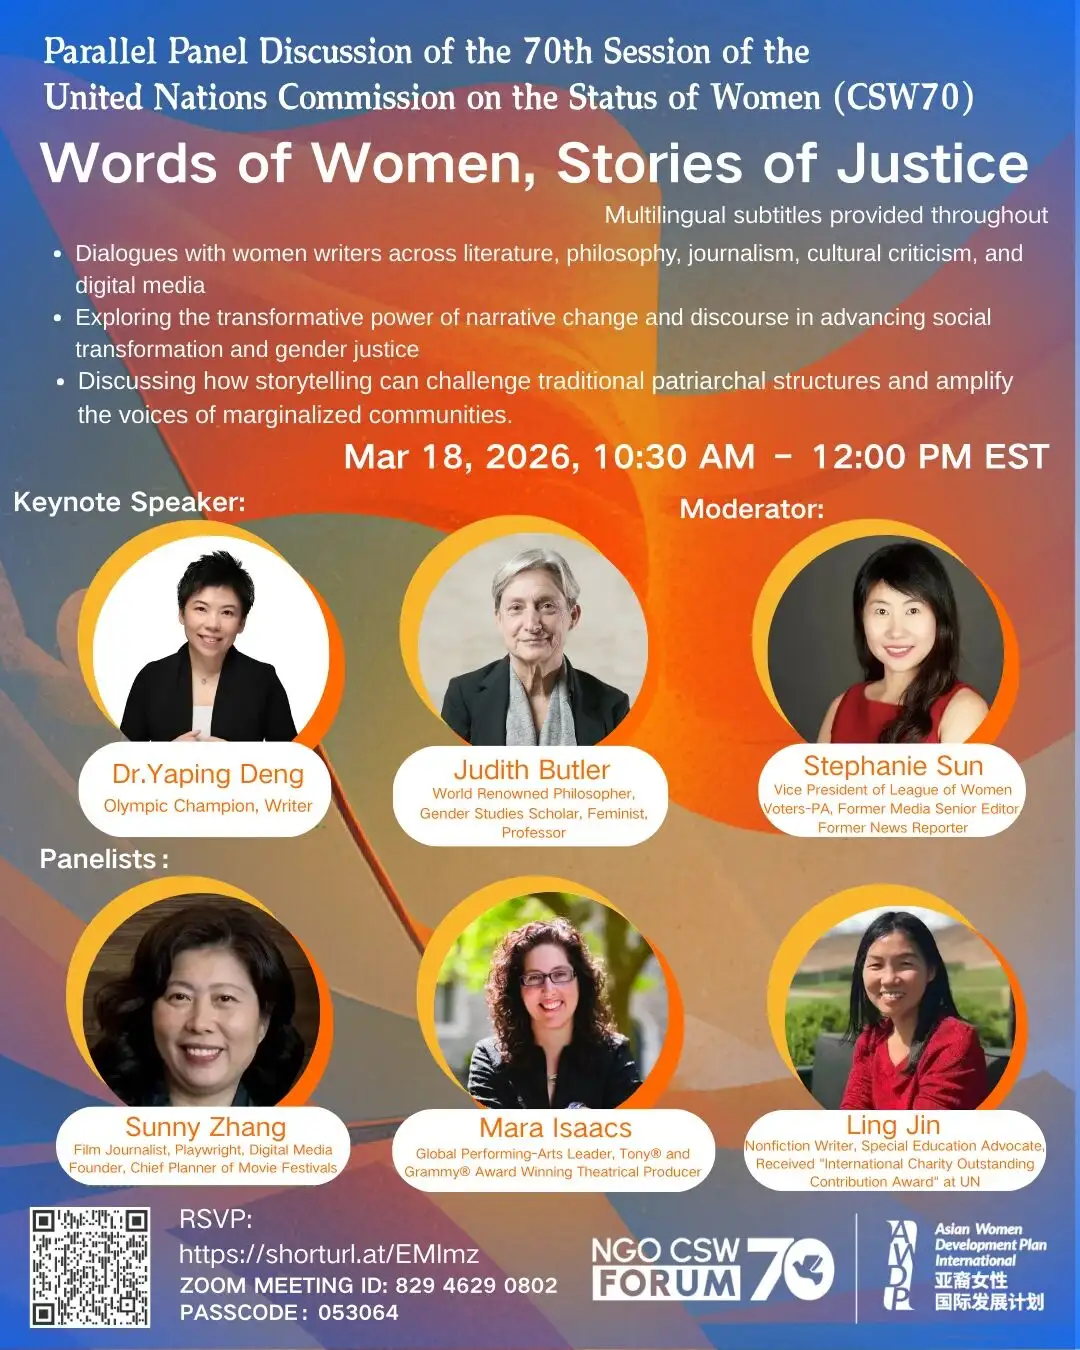 Parallel Panel Discussion of the 70th Session of the
United Nations Commission on the Status of Women (CSW70)
Words of Women, Stories of Justice
Multilingual subtitles provided throughout
• Dialogues with women writers across literature, philosophy, journalism, cultural criticism, and
digital media
• Exploring the transformative power of narrative change and discourse in advancing social
transformation and gender justice
• Discussing how storytelling can challenge traditional patriarchal structures and amplify
the voices of marginalized communities.
Mar 18, 2026, 10:30 AM – 12:00 PM EST
Keynote Speaker:
Moderator:
Dr.Yaping Deng
Olympic Champion, Writer
Judith Butler
World Renowned Philosopher,
Gender Studies Scholar, Feminist,
Professor
Stephanie Sun
Vice President of League of Women
Voters-PA, Former Media Senior Editor,
Former News Reporter
Panelists:
Sunny Zhang
Film Journalist, Playwright, Digital Media
Founder, Chief Planner of Movie Festivals
Mara Isaacs
Global Performing-Arts Leader, Tony® and
Grammy® Award Winning Theatrical Producer
Ling Jin
Nonfiction Writer, Special Education Advocate,
Received "International Charity Outstanding
Contribution Award" at UN
RSVP:
https://shorturl.at/EMlmz
ZOOM MEETING ID: 829 4629 0802
PASSCODE: 053064
NGO CSW
FORUM 70
AWDP
Asian Women
Development Plan
International
亚裔女性
国际发展计划